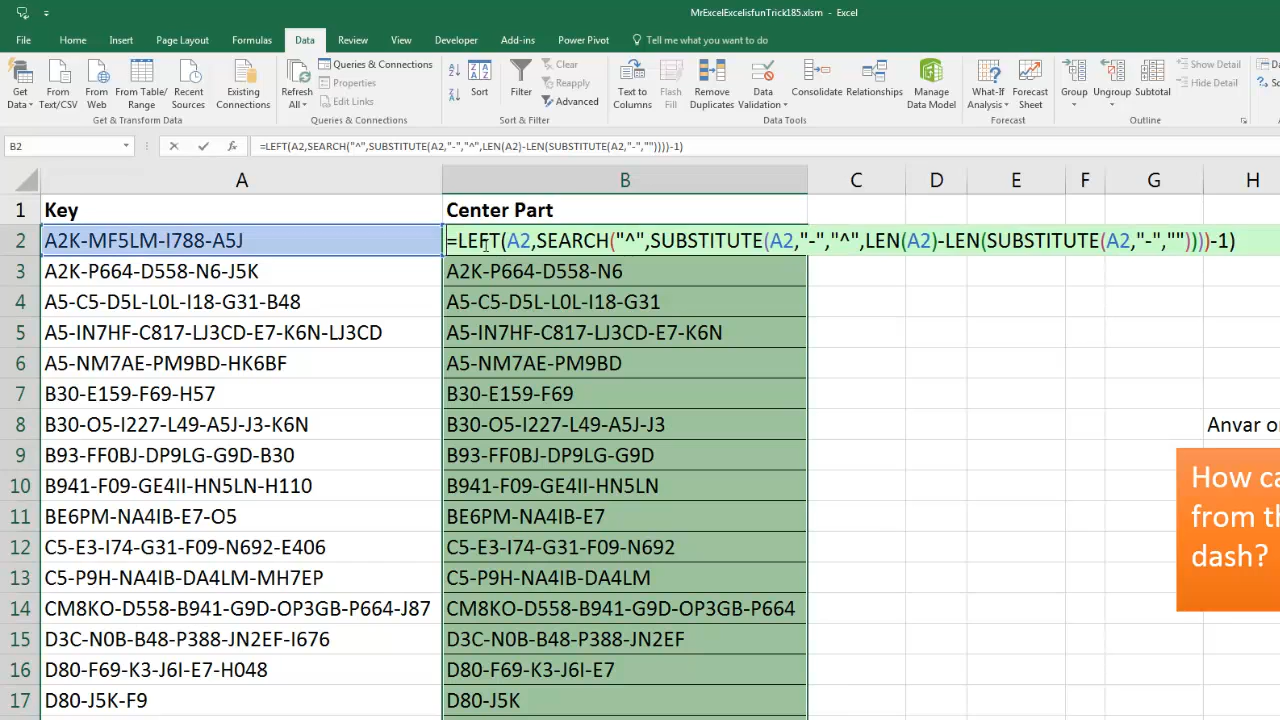 MrExcelExcelisfunTrick185.xlsm - Excel
File Home Insert Page Layout Formulas Data Review View Developer Add-ins Power Pivot Tell me what you want to do
Get Data From Text/CSV From Web From Table/ Range Recent Sources Existing Connections
Refresh All Queries & Connections Properties Edit Links
Sort Filter Clear Reapply Advanced
Text to Columns Flash Fill Remove Duplicates Data Validation Consolidate Relationships Manage Data Model
What-If Analysis Forecast Sheet Group Ungroup Subtotal Show Detail Hide Detail
Get & Transform Data Queries & Connections Sort & Filter Data Tools Forecast Outline
B2 fx =LEFT(A2,SEARCH("^",SUBSTITUTE(A2,"-","^",LEN(A2)-LEN(SUBSTITUTE(A2,"-",""))))-1)
A B C D E F G H
1 Key Center Part
2 A2K-MF5LM-I788-A5J =LEFT(A2,SEARCH("^",SUBSTITUTE(A2,"-","^",LEN(A2)-LEN(SUBSTITUTE(A2,"-",""))))-1)
3 A2K-P664-D558-N6-J5K A2K-P664-D558-N6
4 A5-C5-D5L-L0L-I18-G31-B48 A5-C5-D5L-L0L-I18-G31
5 A5-IN7HF-C817-LJ3CD-E7-K6N-LJ3CD A5-IN7HF-C817-LJ3CD-E7-K6N
6 A5-NM7AE-PM9BD-HK6BF A5-NM7AE-PM9BD
7 B30-E159-F69-H57 B30-E159-F69
8 B30-O5-I227-L49-A5J-J3-K6N B30-O5-I227-L49-A5J-J3 Anvar
9 B93-FF0BJ-DP9LG-G9D-B30 B93-FF0BJ-DP9LG-G9D
10 B941-F09-GE4II-HN5LN-H110 B941-F09-GE4II-HN5LN
11 BE6PM-NA4IB-E7-O5 BE6PM-NA4IB-E7
12 C5-E3-I74-G31-F09-N692-E406 C5-E3-I74-G31-F09-N692
13 C5-P9H-NA4IB-DA4LM-MH7EP C5-P9H-NA4IB-DA4LM
14 CM8KO-D558-B941-G9D-OP3GB-P664-J87 CM8KO-D558-B941-G9D-OP3GB-P664
15 D3C-N0B-B48-P388-JN2EF-I676 D3C-N0B-B48-P388-JN2EF
16 D80-F69-K3-J6I-E7-H048 D80-F69-K3-J6I-E7
17 D80-J5K-F9 D80-J5K
How
from
dash?